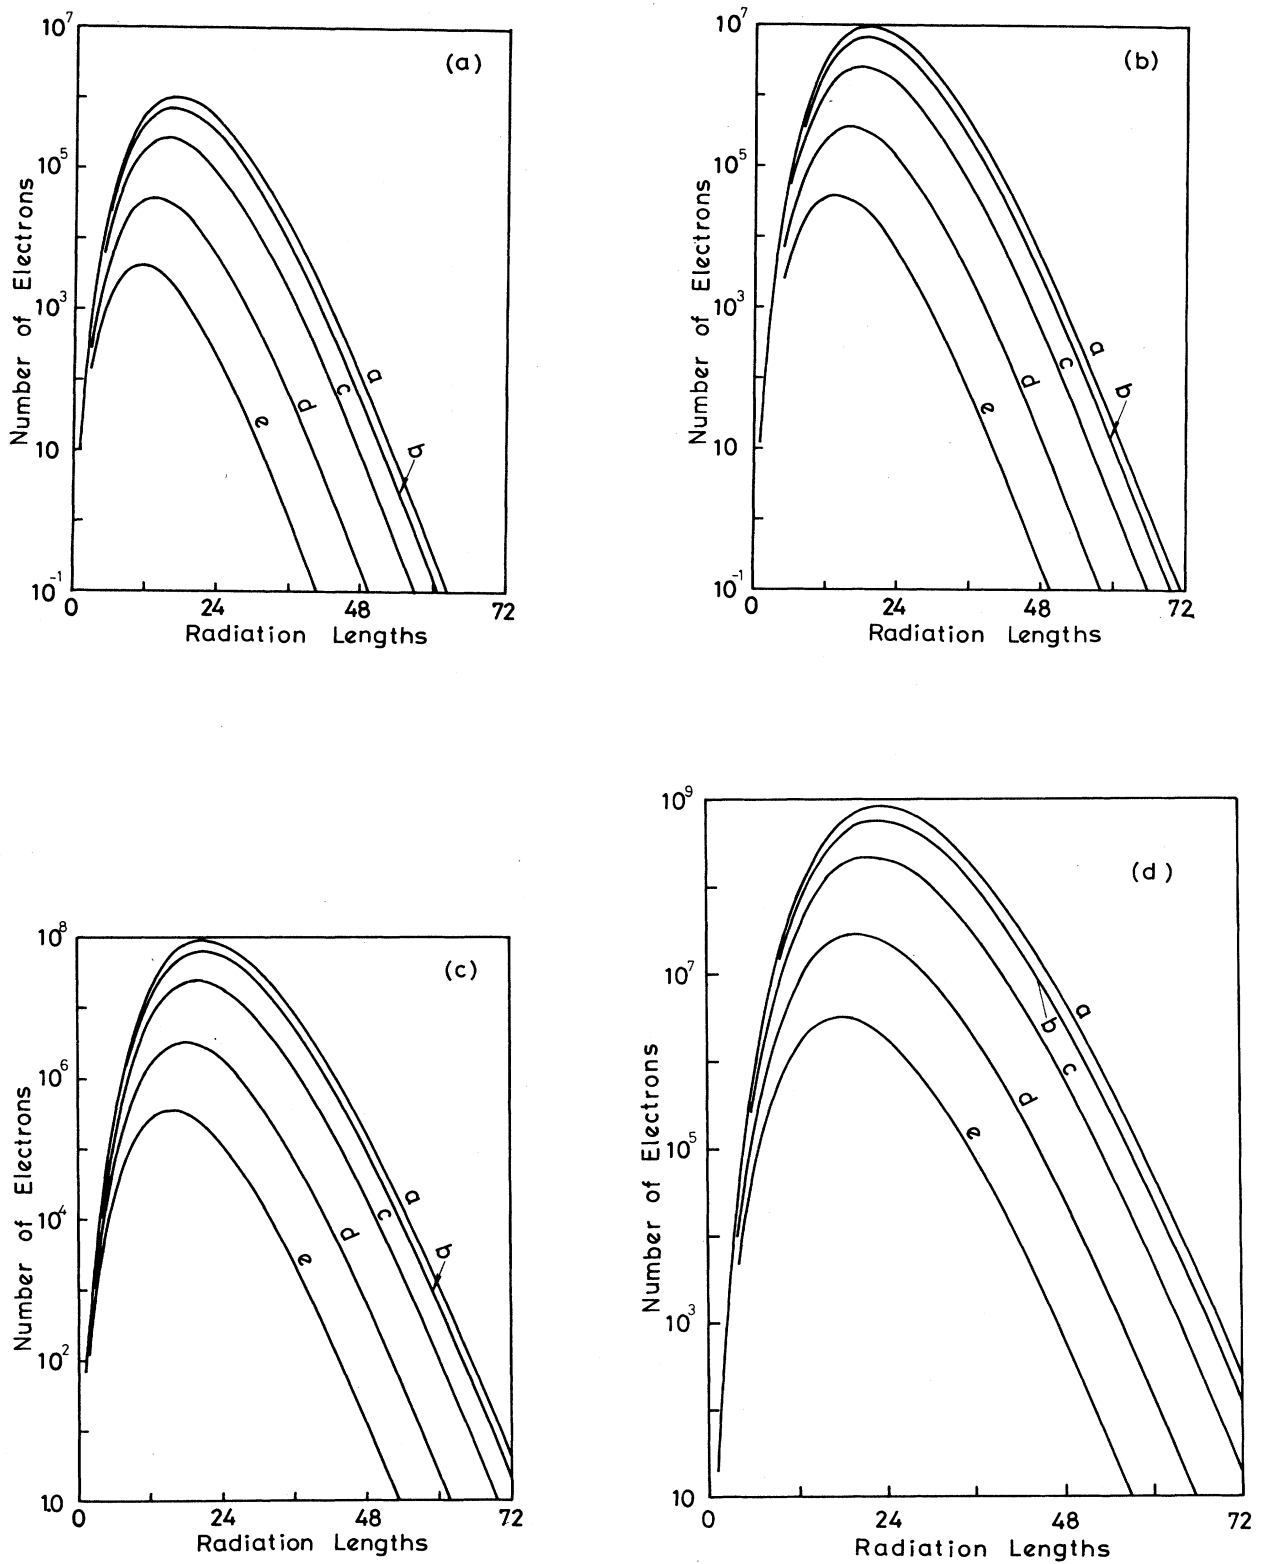 (a)
10^7
10^5
10^3
10
10^-1
Number of Electrons
a
b
c
d
e
0 24 48 72
Radiation Lengths
(b)
10^7
10^5
10^3
10
10^-1
Number of Electrons
a
b
c
d
e
0 24 48 72
Radiation Lengths
(c)
10^8
10^6
10^4
10^2
1.0
Number of Electrons
a
b
c
d
e
0 24 48 72
Radiation Lengths
(d)
10^9
10^7
10^5
10^3
10
Number of Electrons
a
b
c
d
e
0 24 48 72
Radiation Lengths